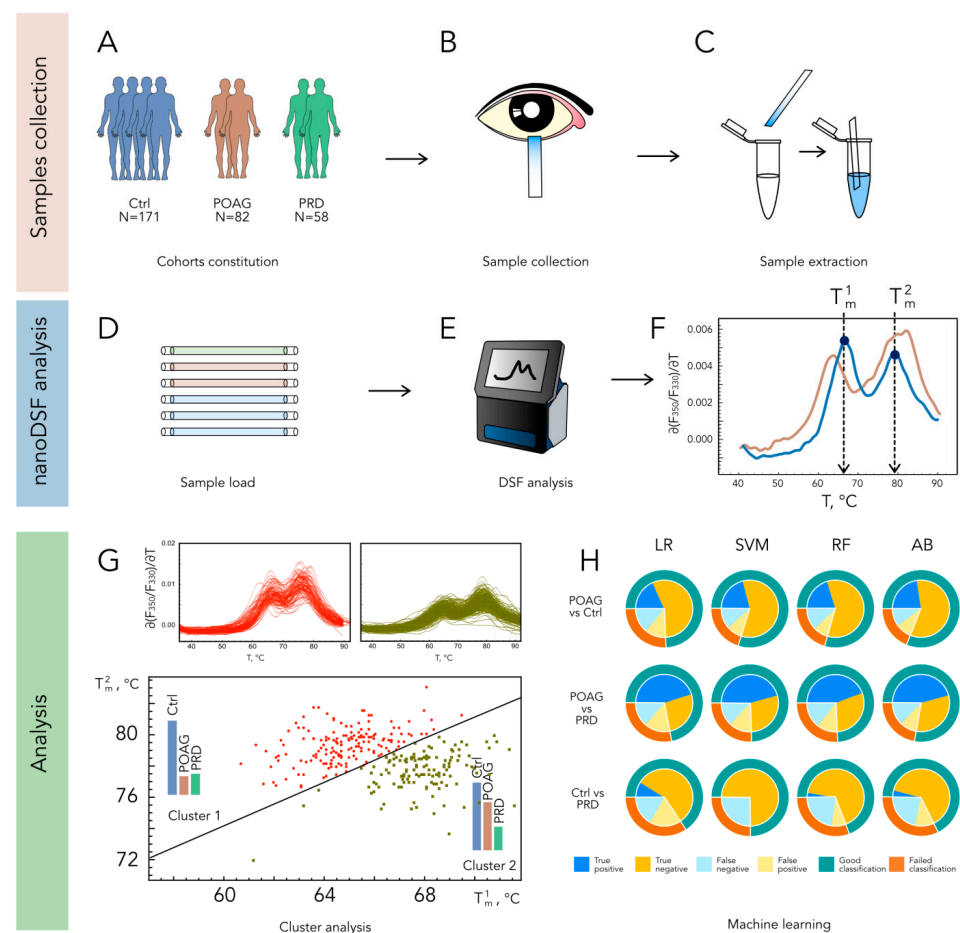 Samples collection
A
Ctrl
N=171
POAG
N=82
PRD
N=58
Cohorts constitution
B
Sample collection
C
Sample extraction
nanoDSF analysis
D
Sample load
E
DSF analysis
F
T¹m
T²m
∂(F350/F330)/∂T
0.006
0.004
0.002
0.000
40
50
60
70
80
90
T, °C
Analysis
G
∂(F350/F330)/∂T
0.02
0.01
0.00
40
50
60
70
80
90
T, °C
40
50
60
70
80
90
T, °C
T²m, °C
80
76
72
Ctrl
POAG
PRD
Cluster 1
Ctrl
POAG
PRD
Cluster 2
60
64
68
T¹m, °C
Cluster analysis
H
LR
SVM
RF
AB
POAG
vs Ctrl
POAG
vs
PRD
Ctrl vs
PRD
True
positive
True
negative
False
negative
False
positive
Good
classification
Failed
classification
Machine learning